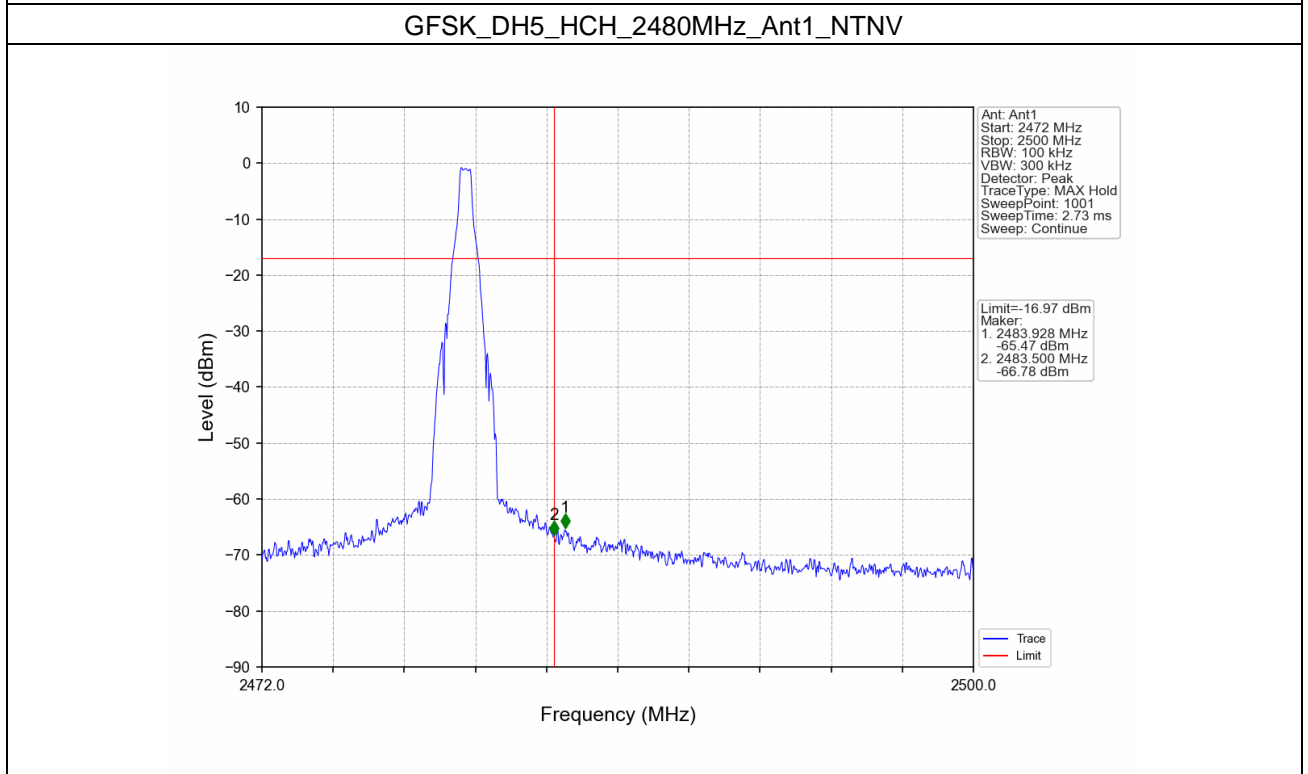 GFSK_DH5_HCH_2480MHz_Ant1_NTNV
10
0
−10
−20
−30
−40
−50
−60
−70
−80
−90
Level (dBm)
2472.0
2500.0
Frequency (MHz)
2
1
Ant: Ant1
Start: 2472 MHz
Stop: 2500 MHz
RBW: 100 kHz
VBW: 300 kHz
Detector: Peak
TraceType: MAX Hold
SweepPoint: 1001
SweepTime: 2.73 ms
Sweep: Continue
Limit=-16.97 dBm
Maker:
1. 2483.928 MHz
-65.47 dBm
2. 2483.500 MHz
-66.78 dBm
Trace
Limit